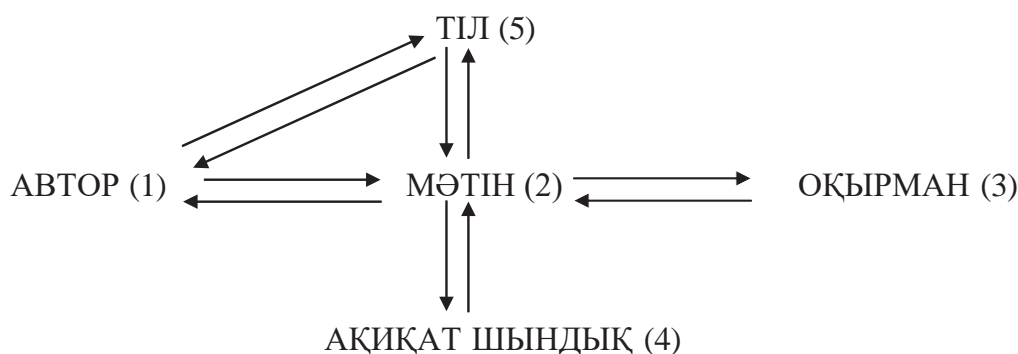 ТІЛ (5)
АВТОР (1) МӘТІН (2) ОҚЫРМАН (3)
АҚИҚАТ ШЫНДЫҚ (4)